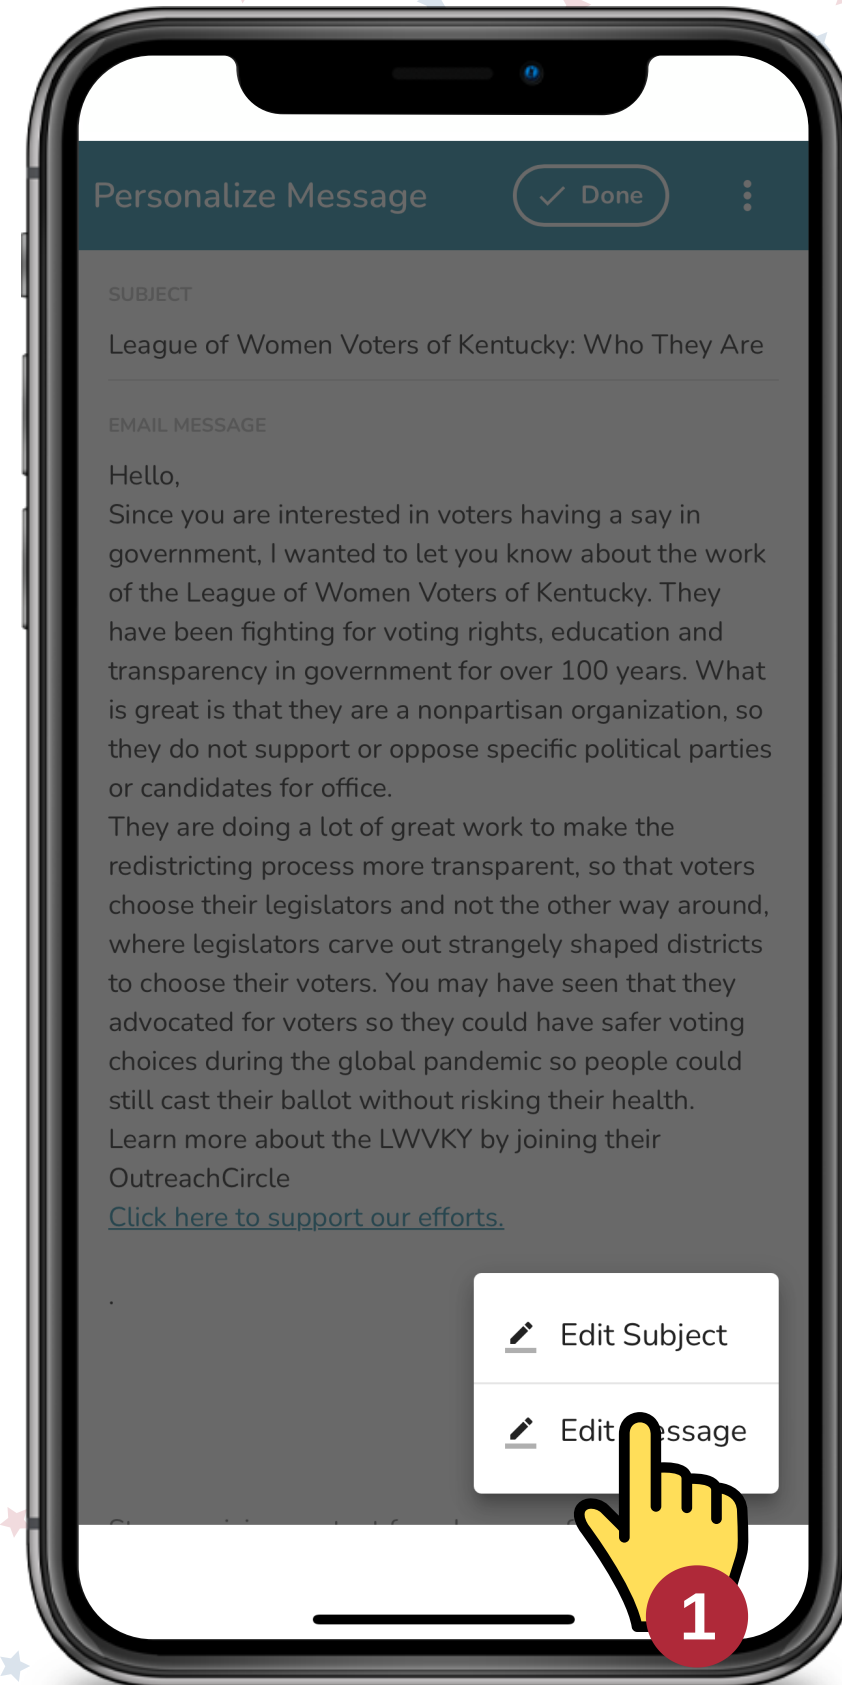 Personalize Message
Done
SUBJECT
League of Women Voters of Kentucky: Who They Are
EMAIL MESSAGE
Hello,
Since you are interested in voters having a say in
government, I wanted to let you know about the work
of the League of Women Voters of Kentucky. They
have been fighting for voting rights, education and
transparency in government for over 100 years. What
is great is that they are a nonpartisan organization, so
they do not support or oppose specific political parties
or candidates for office.
They are doing a lot of great work to make the
redistricting process more transparent, so that voters
choose their legislators and not the other way around,
where legislators carve out strangely shaped districts
to choose their voters. You may have seen that they
advocated for voters so they could have safer voting
choices during the global pandemic so people could
still cast their ballot without risking their health.
Learn more about the LWVKY by joining their
OutreachCircle
Click here to support our efforts.
.
Edit Subject
Edit essage
1